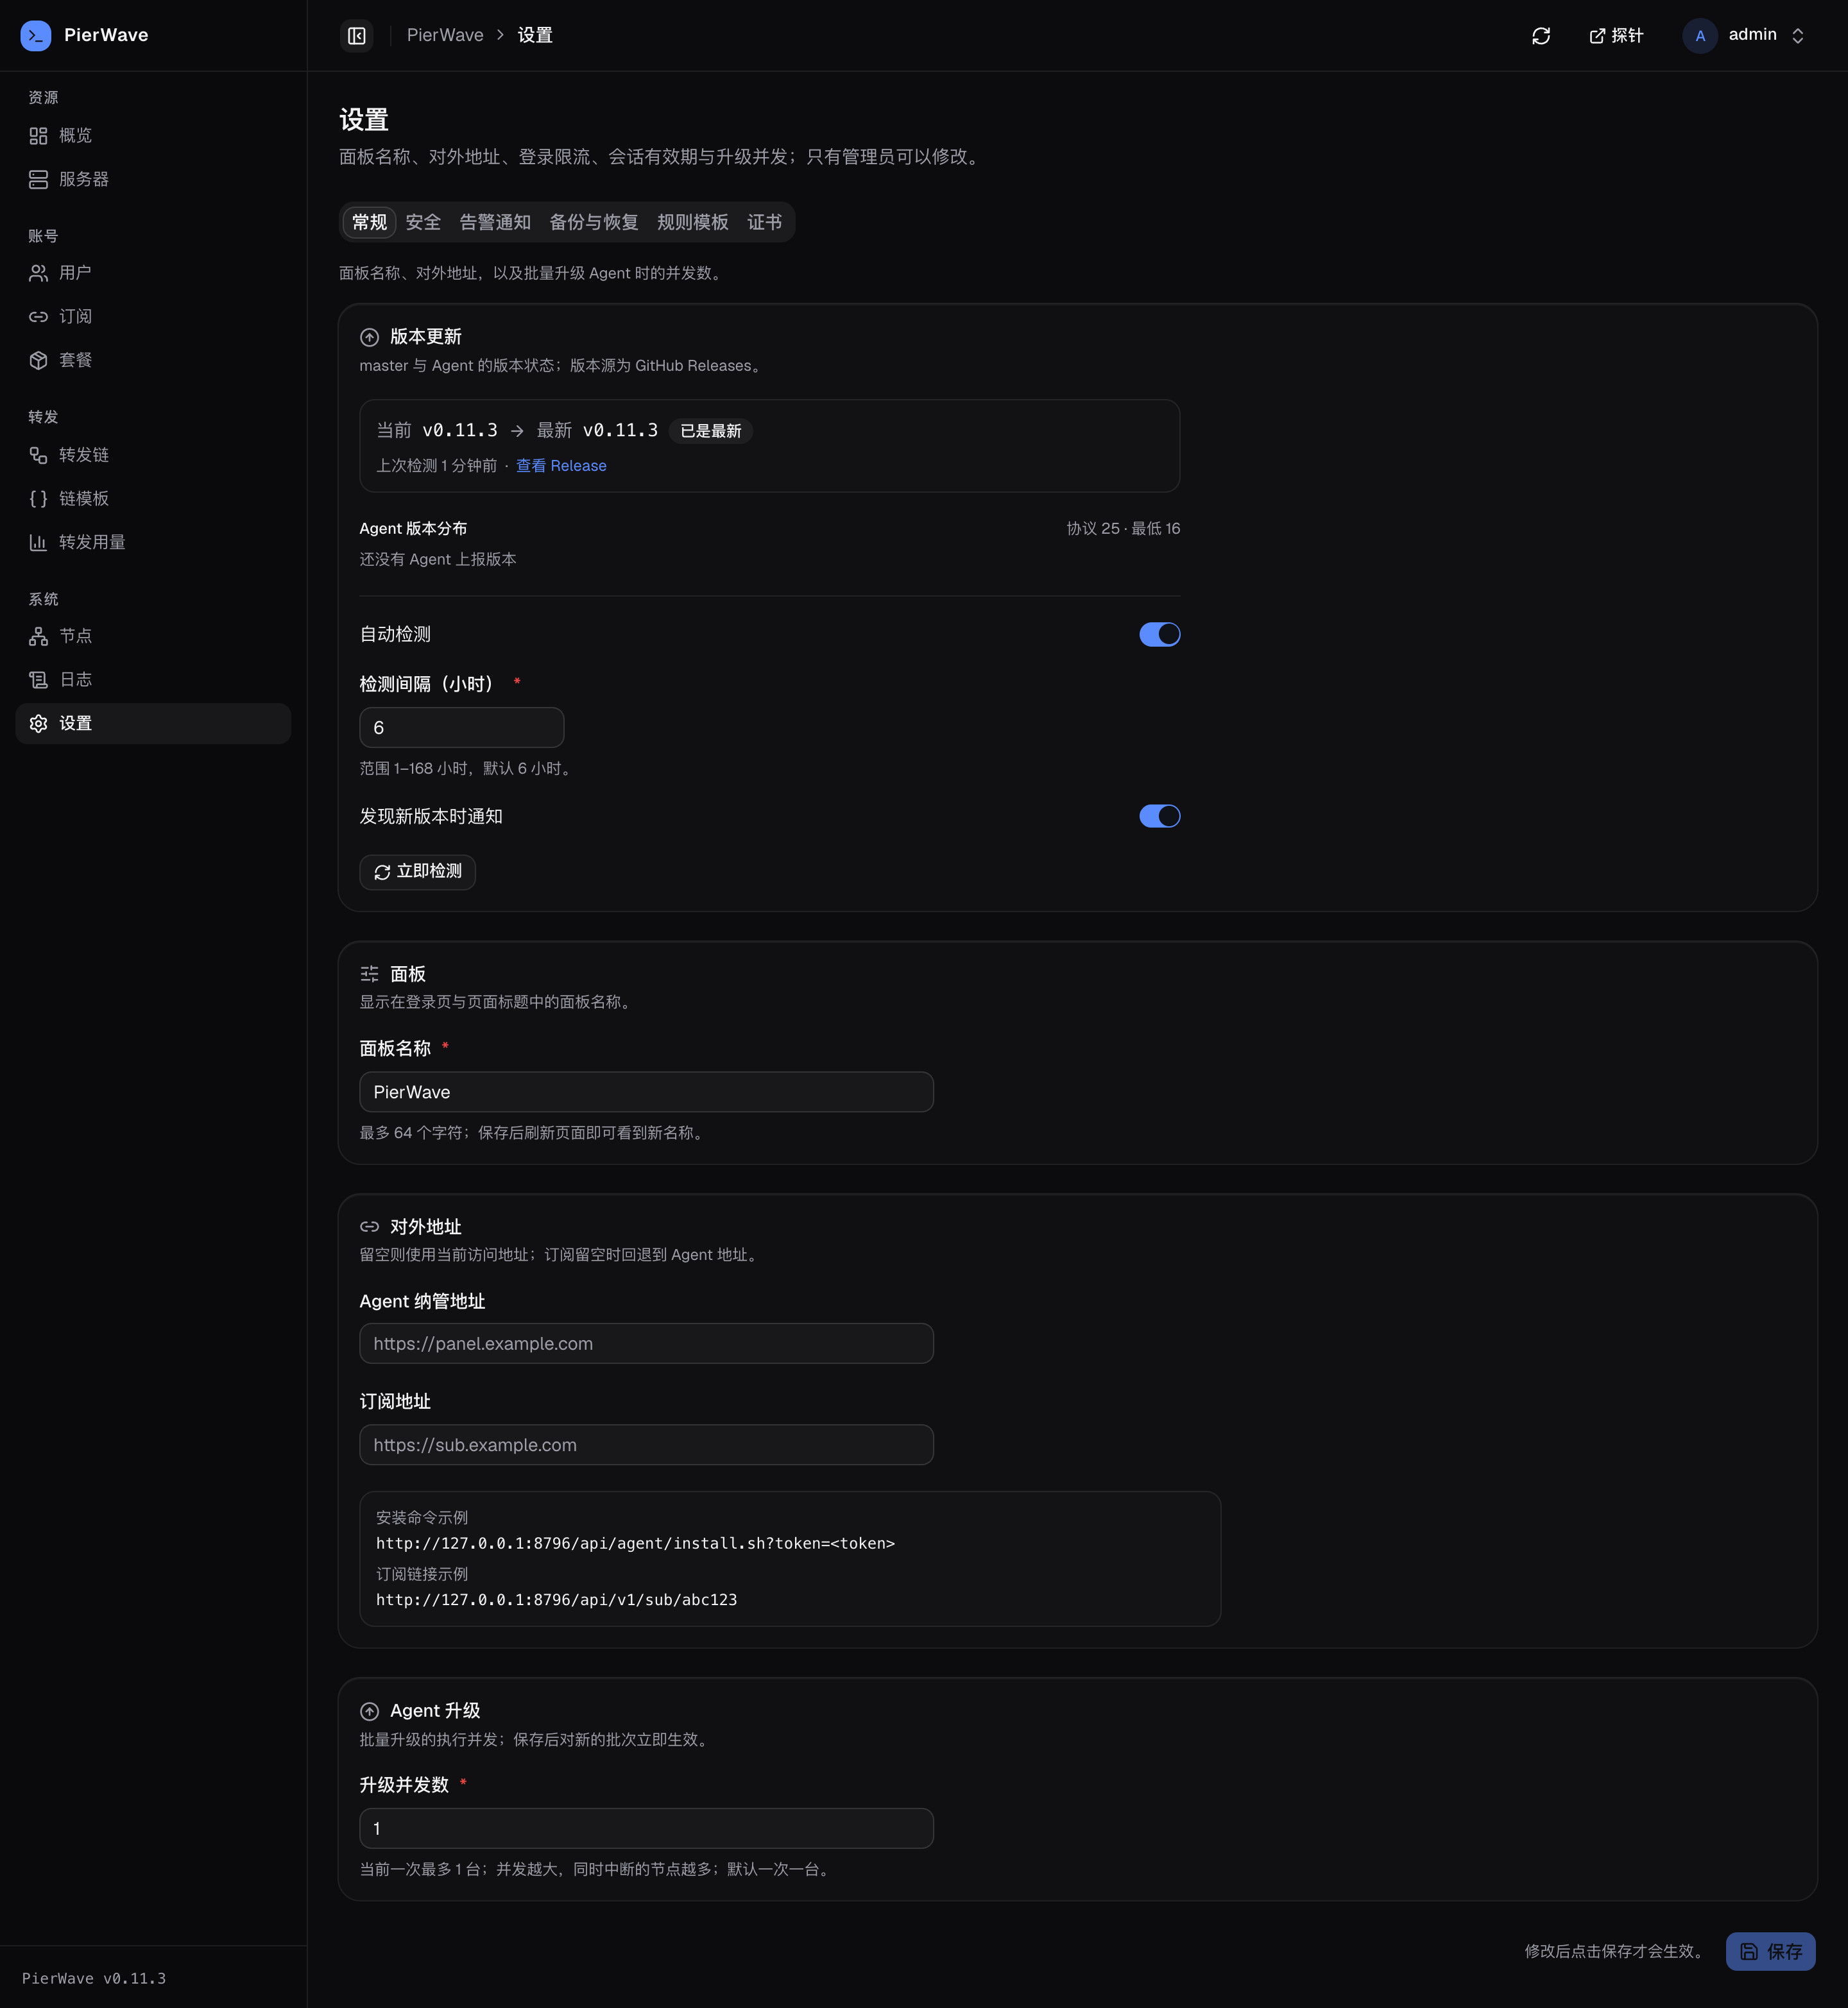 PierWave
PierWave > 设置
探针
A
admin
资源
概览
服务器
账号
用户
订阅
套餐
转发
转发链
链模板
转发用量
系统
节点
日志
设置
PierWave v0.11.3
设置
面板名称、对外地址、登录限流、会话有效期与升级并发；只有管理员可以修改。
常规 安全 告警通知 备份与恢复 规则模板 证书
面板名称、对外地址，以及批量升级 Agent 时的并发数。
版本更新
master 与 Agent 的版本状态；版本源为 GitHub Releases。
当前 v0.11.3 → 最新 v0.11.3 已是最新
上次检测 1 分钟前 · 查看 Release
Agent 版本分布
协议 25 · 最低 16
还没有 Agent 上报版本
自动检测
检测间隔（小时） *
6
范围 1–168 小时，默认 6 小时。
发现新版本时通知
立即检测
面板
显示在登录页与页面标题中的面板名称。
面板名称 *
PierWave
最多 64 个字符；保存后刷新页面即可看到新名称。
对外地址
留空则使用当前访问地址；订阅留空时回退到 Agent 地址。
Agent 纳管地址
https://panel.example.com
订阅地址
https://sub.example.com
安装命令示例
http://127.0.0.1:8796/api/agent/install.sh?token=<token>
订阅链接示例
http://127.0.0.1:8796/api/v1/sub/abc123
Agent 升级
批量升级的执行并发；保存后对新的批次立即生效。
升级并发数 *
1
当前一次最多 1 台；并发越大，同时中断的节点越多；默认一次一台。
修改后点击保存才会生效。
保存